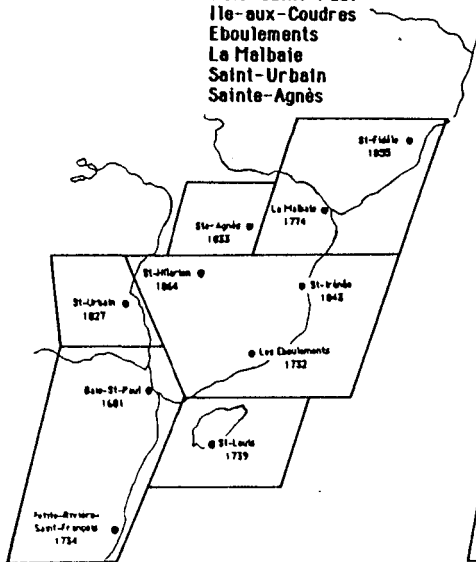 Ile-aux-Coudres
Eboulements
La Malbaie
Saint-Urbain
Sainte-Agnès
St-Fidèle
1855
La Malbaie
1774
Ste-Agnès
1833
St-Hilarion
1864
St-Irénée
1843
St-Urbain
1827
Les Eboulements
1732
Baie-St-Paul
1681
St-Louis
1739
Petite-Rivière-
Saint-François
1734